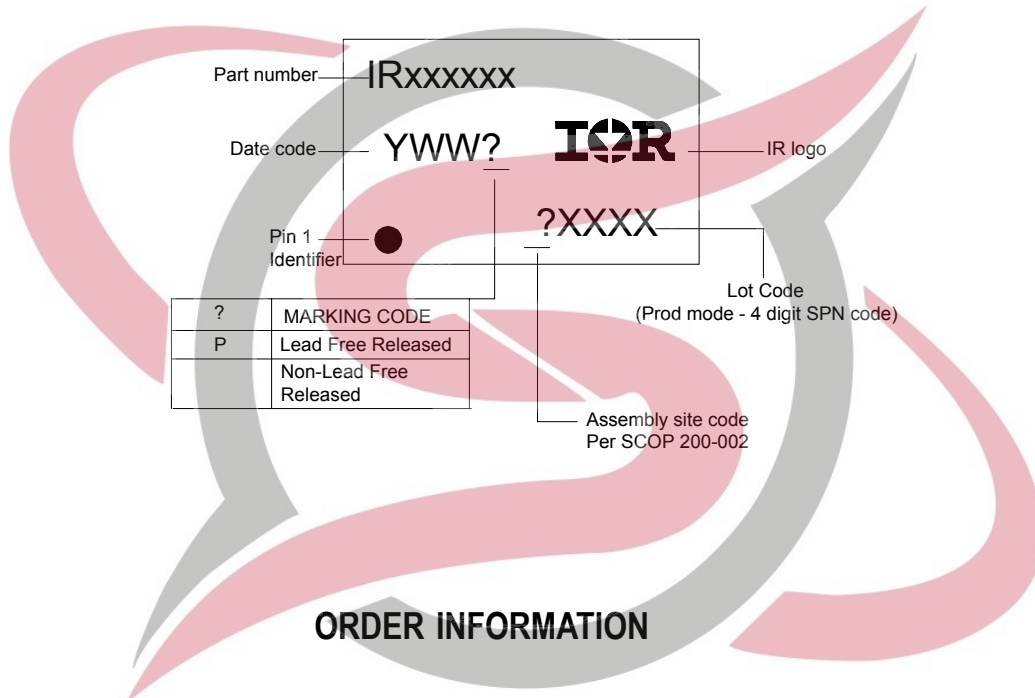 Part number
IRxxxxxx
Date code
YWW?
IOR
IR logo
?XXXX
Pin 1
Identifier
Lot Code
(Prod mode - 4 digit SPN code)
? MARKING CODE
P Lead Free Released
Non-Lead Free
Released
Assembly site code
Per SCOP 200-002
ORDER INFORMATION